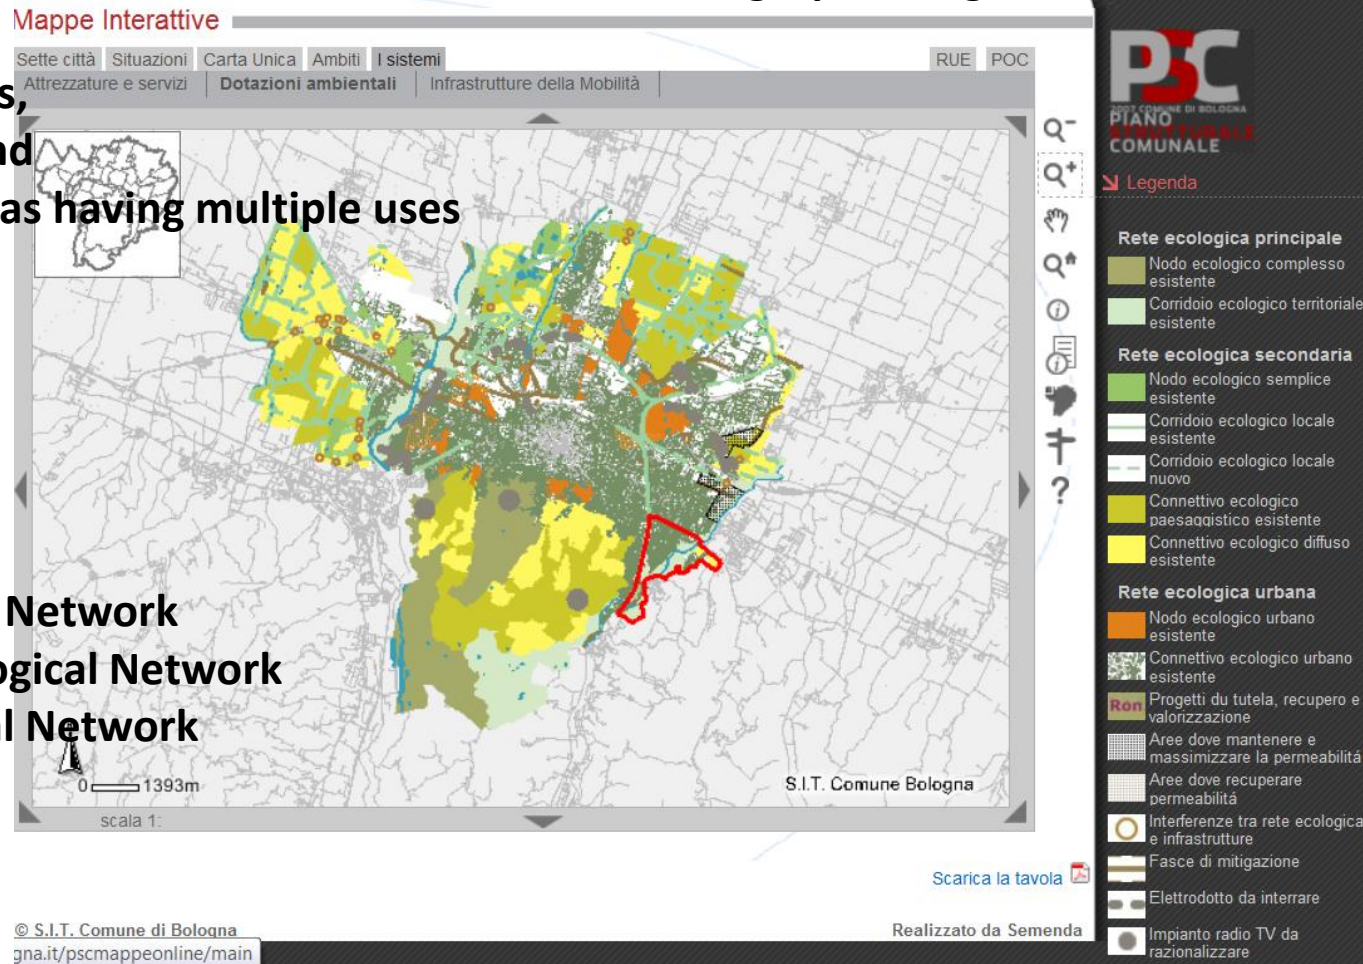 Mappe Interattive
Sette città Situazioni Carta Unica Ambiti I sistemi RUE POC
Attrezzature e servizi Dotazioni ambientali Infrastrutture della Mobilità
s,
nd
as having multiple uses
Network
ogical Network
al Network
0 1393m
S.I.T. Comune Bologna
scala 1:
Scarica la tavola
© S.I.T. Comune di Bologna Realizzato da Semenda
gna.it/pscmappeonline/main
PSC
2007 COMUNE DI BOLOGNA
PIANO
STRUTTURALE
COMUNALE
Legenda
Rete ecologica principale
Nodo ecologico complesso
esistente
Corridoio ecologico territoriale
esistente
Rete ecologica secondaria
Nodo ecologico semplice
esistente
Corridoio ecologico locale
esistente
Corridoio ecologico locale
nuovo
Connettivo ecologico
paesaggistico esistente
Connettivo ecologico diffuso
esistente
Rete ecologica urbana
Nodo ecologico urbano
esistente
Connettivo ecologico urbano
esistente
Ron Progetti du tutela, recupero e
valorizzazione
Aree dove mantenere e
massimizzare la permeabilitá
Aree dove recuperare
permeabilitá
Interferenze tra rete ecologica
e infrastrutture
Fasce di mitigazione
Elettrodotto da interrare
Impianto radio TV da
razionalizzare